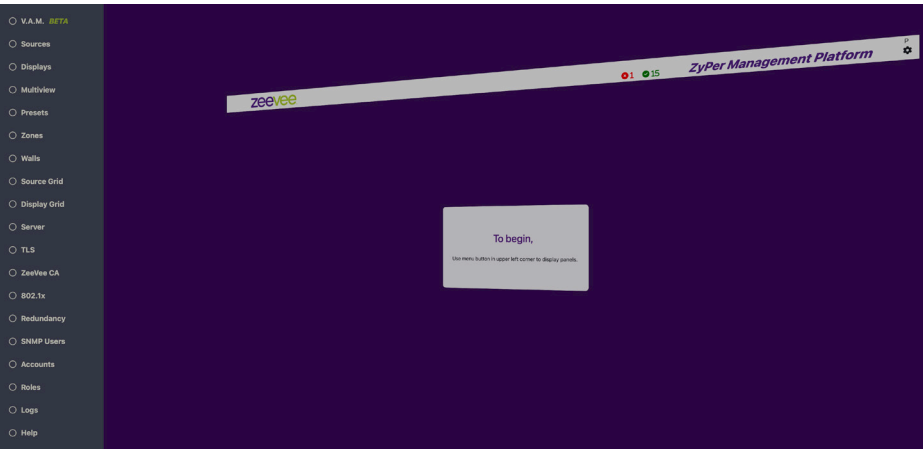 V.A.M. BETA
Sources
Displays
Multiview
Presets
Zones
Walls
Source Grid
Display Grid
Server
TLS
ZeeVee CA
802.1x
Redundancy
SNMP Users
Accounts
Roles
Logs
Help
zeevee
1 15
ZyPer Management Platform
P
To begin,
Use menu button in upper left corner to display panels.